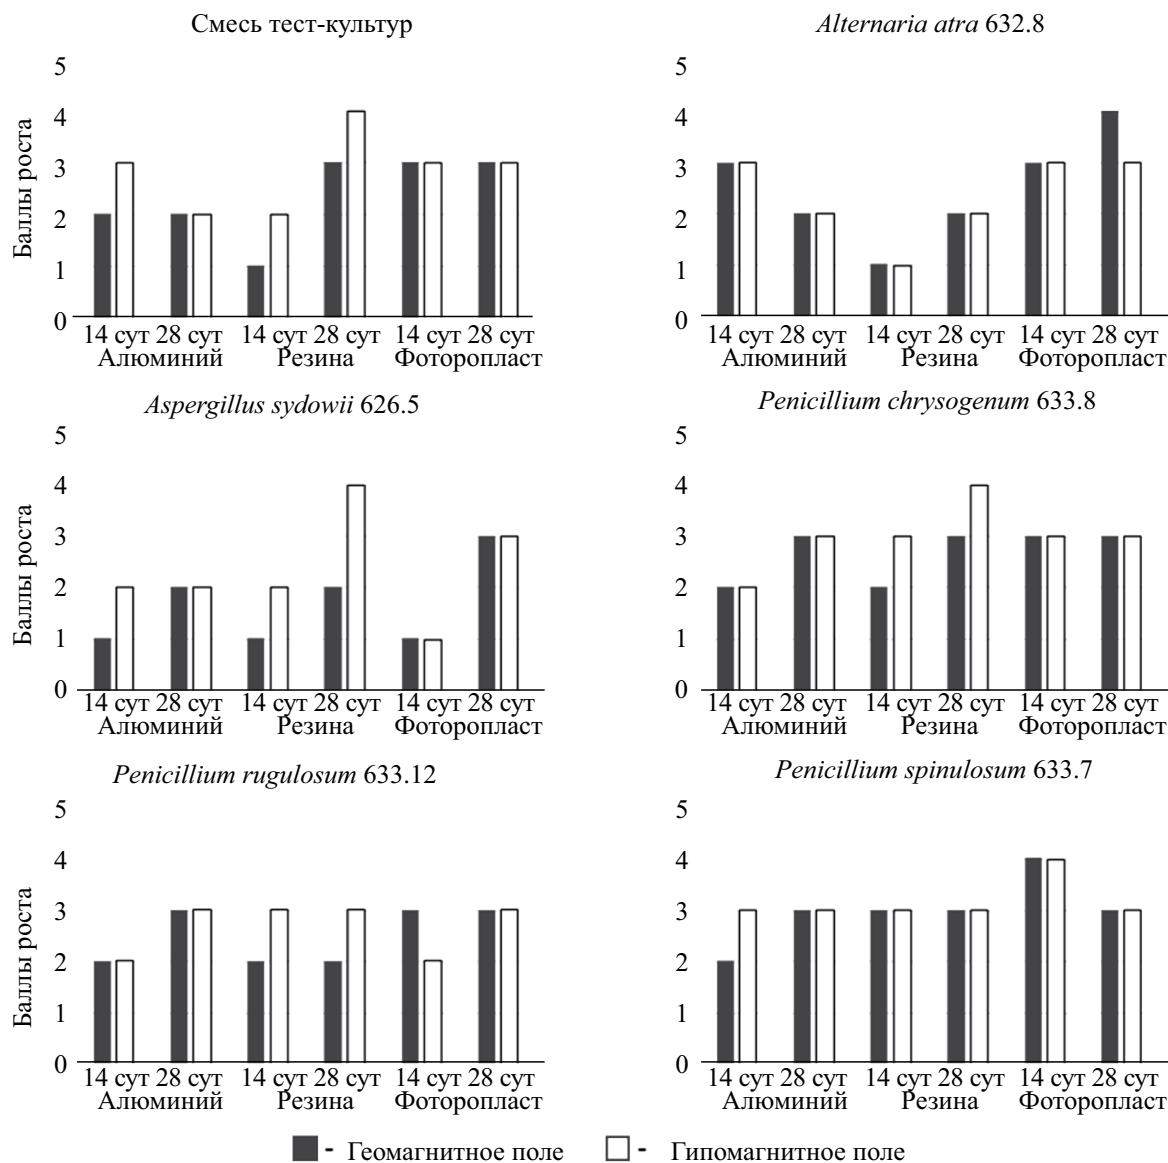 Смесь тест-культур
Alternaria atra 632.8
Баллы роста
5
4
3
2
1
0
14 сут 28 сут 14 сут 28 сут 14 сут 28 сут
Алюминий Резина Фоторопласт
5
4
3
2
1
0
14 сут 28 сут 14 сут 28 сут 14 сут 28 сут
Алюминий Резина Фоторопласт
Aspergillus sydowii 626.5
Penicillium chrysogenum 633.8
Баллы роста
5
4
3
2
1
0
14 сут 28 сут 14 сут 28 сут 14 сут 28 сут
Алюминий Резина Фоторопласт
5
4
3
2
1
0
14 сут 28 сут 14 сут 28 сут 14 сут 28 сут
Алюминий Резина Фоторопласт
Penicillium rugulosum 633.12
Penicillium spinulosum 633.7
Баллы роста
5
4
3
2
1
0
14 сут 28 сут 14 сут 28 сут 14 сут 28 сут
Алюминий Резина Фоторопласт
5
4
3
2
1
0
14 сут 28 сут 14 сут 28 сут 14 сут 28 сут
Алюминий Резина Фоторопласт
- Геомагнитное поле - Гипомагнитное поле